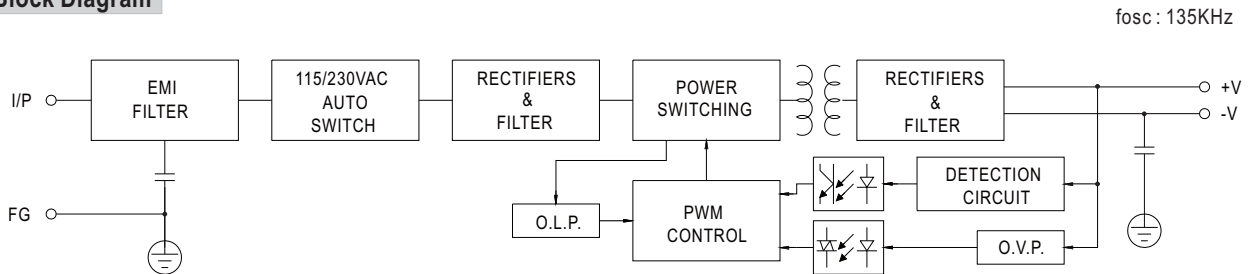 Block Diagram
fosc : 135KHz
I/P
EMI
FILTER
115/230VAC
AUTO
SWITCH
RECTIFIERS
&
FILTER
POWER
SWITCHING
RECTIFIERS
&
FILTER
+V
-V
FG
O.L.P.
PWM
CONTROL
DETECTION
CIRCUIT
O.V.P.